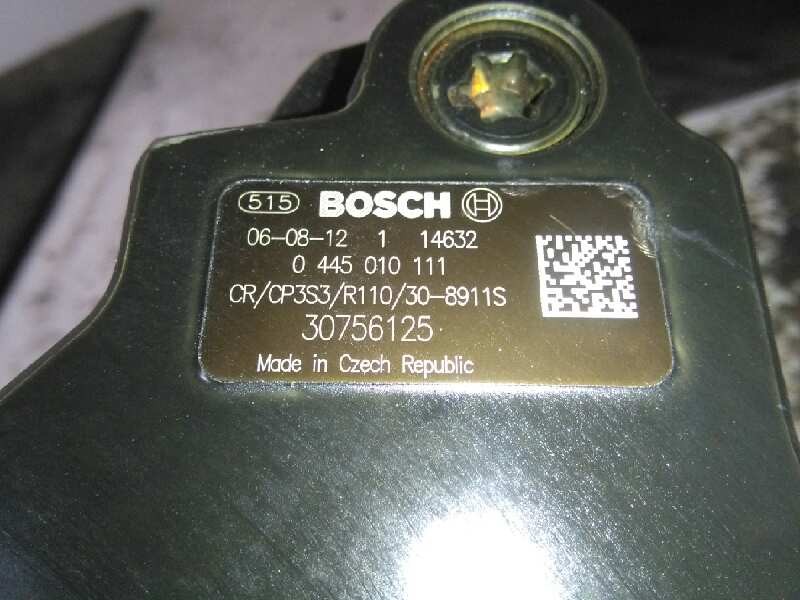 515 BOSCH
06-08-12 1 14632
0 445 010 111
CR/CP3S3/R110/30-8911S
30756125
Made in Czech Republic